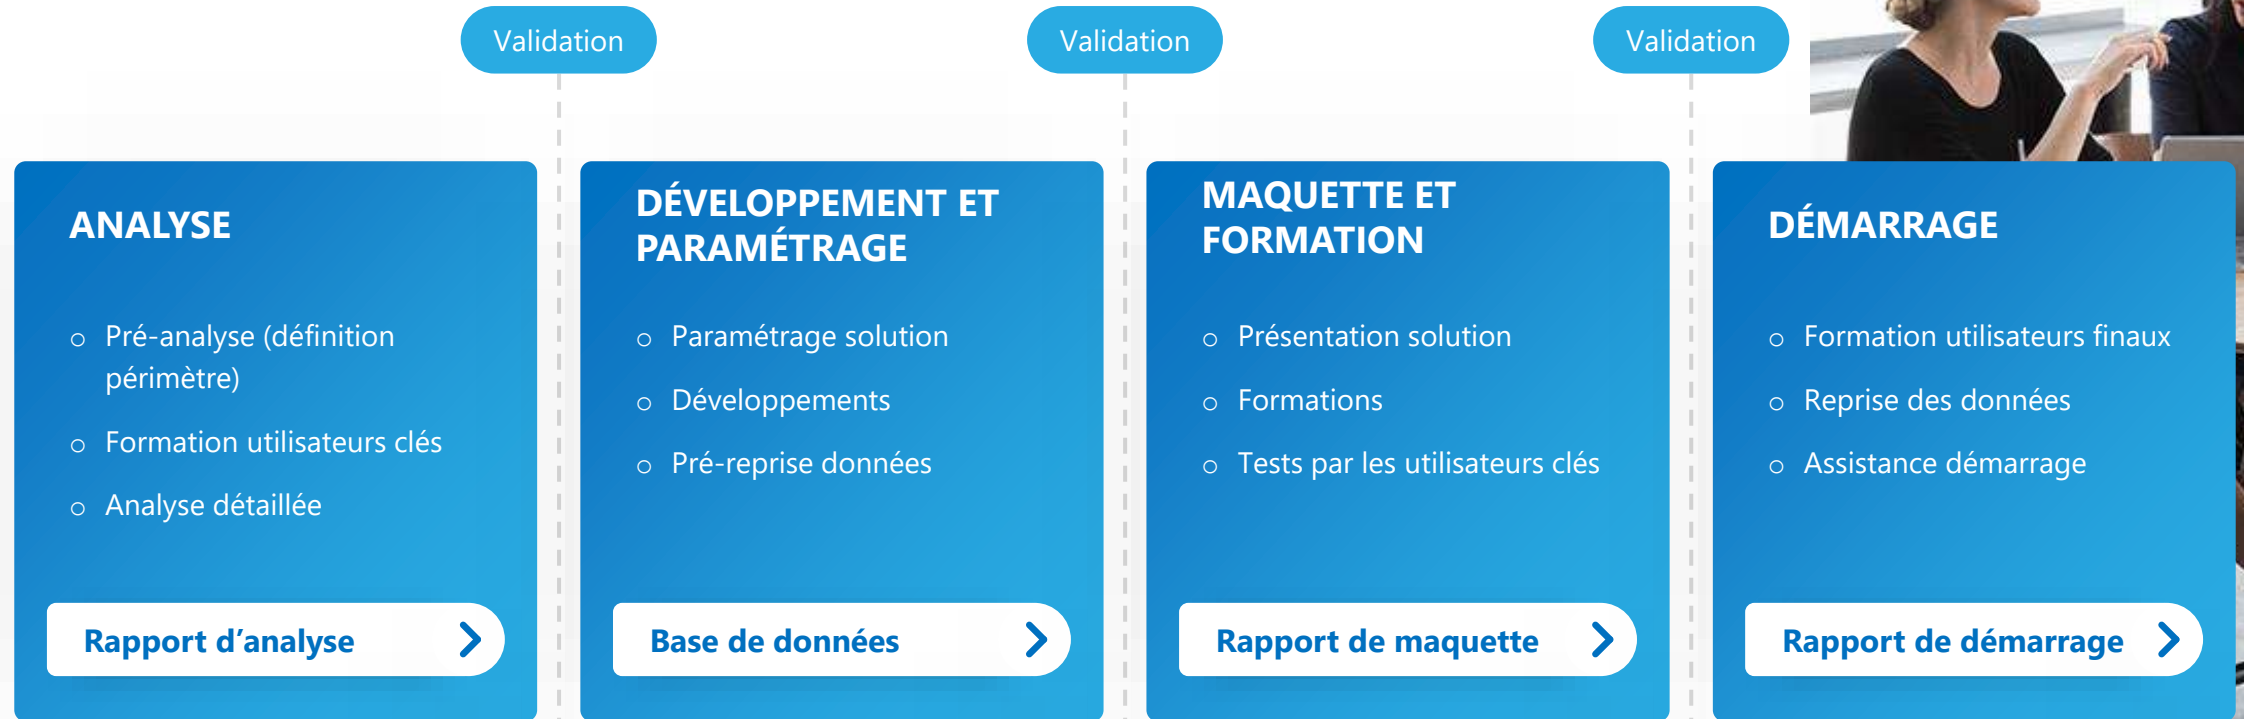 Validation
Validation
Validation
ANALYSE
o Pré-analyse (définition
périmètre)
o Formation utilisateurs clés
o Analyse détaillée
Rapport d’analyse
DÉVELOPPEMENT ET
PARAMÉTRAGE
o Paramétrage solution
o Développements
o Pré-reprise données
Base de données
MAQUETTE ET
FORMATION
o Présentation solution
o Formations
o Tests par les utilisateurs clés
Rapport de maquette
DÉMARRAGE
o Formation utilisateurs finaux
o Reprise des données
o Assistance démarrage
Rapport de démarrage